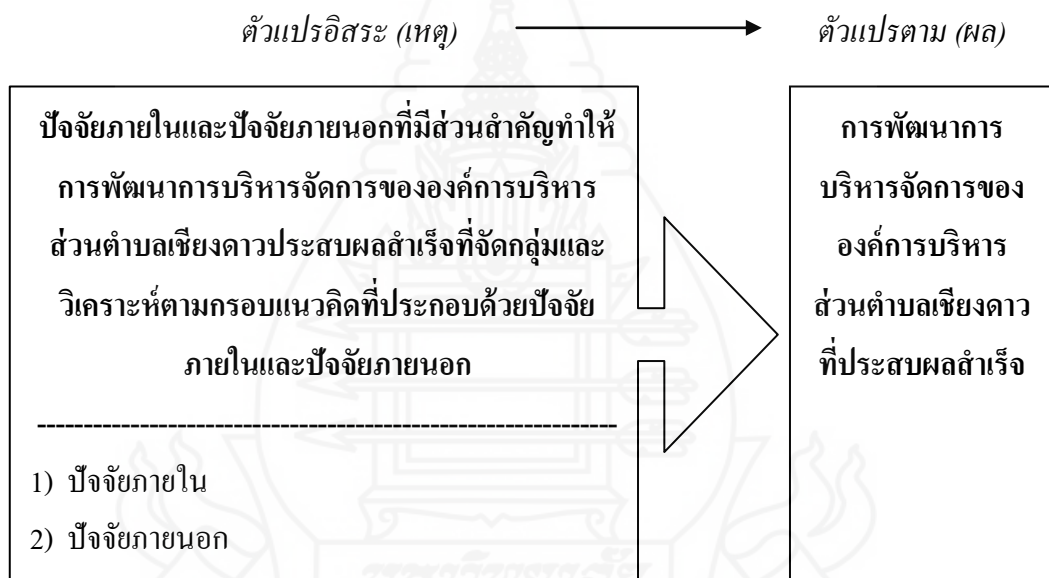 ตัวแปรอิสระ (เหตุ) ตัวแปรตาม (ผล)
ปัจจัยภายในและปัจจัยภายนอกที่มีส่วนสำคัญทำให้
การพัฒนาการบริหารจัดการขององค์การบริหาร
ส่วนตำบลเชียงดาวประสบผลสำเร็จที่จัดกลุ่มและ
วิเคราะห์ตามกรอบแนวคิดที่ประกอบด้วยปัจจัย
ภายในและปัจจัยภายนอก
--------------------------------------------------------------
1) ปัจจัยภายใน
2) ปัจจัยภายนอก
การพัฒนาการ
บริหารจัดการของ
องค์การบริหาร
ส่วนตำบลเชียงดาว
ที่ประสบผลสำเร็จ